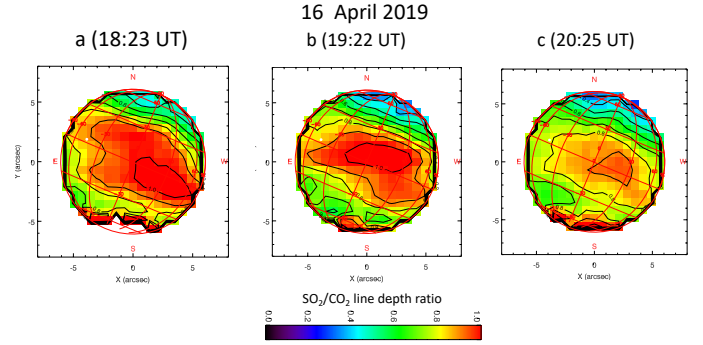 16 April 2019
a (18:23 UT)
b (19:22 UT)
c (20:25 UT)
N
N
N
5
5
5
0
E
W
0
E
W
0
E
W
-5
-5
-5
S
S
S
Y (arcsec)
-5 0 5
-5 0 5
-5 0 5
X (arcsec)
X (arcsec)
X (arcsec)
SO₂/CO₂ line depth ratio
0.0 0.2 0.4 0.6 0.8 1.0